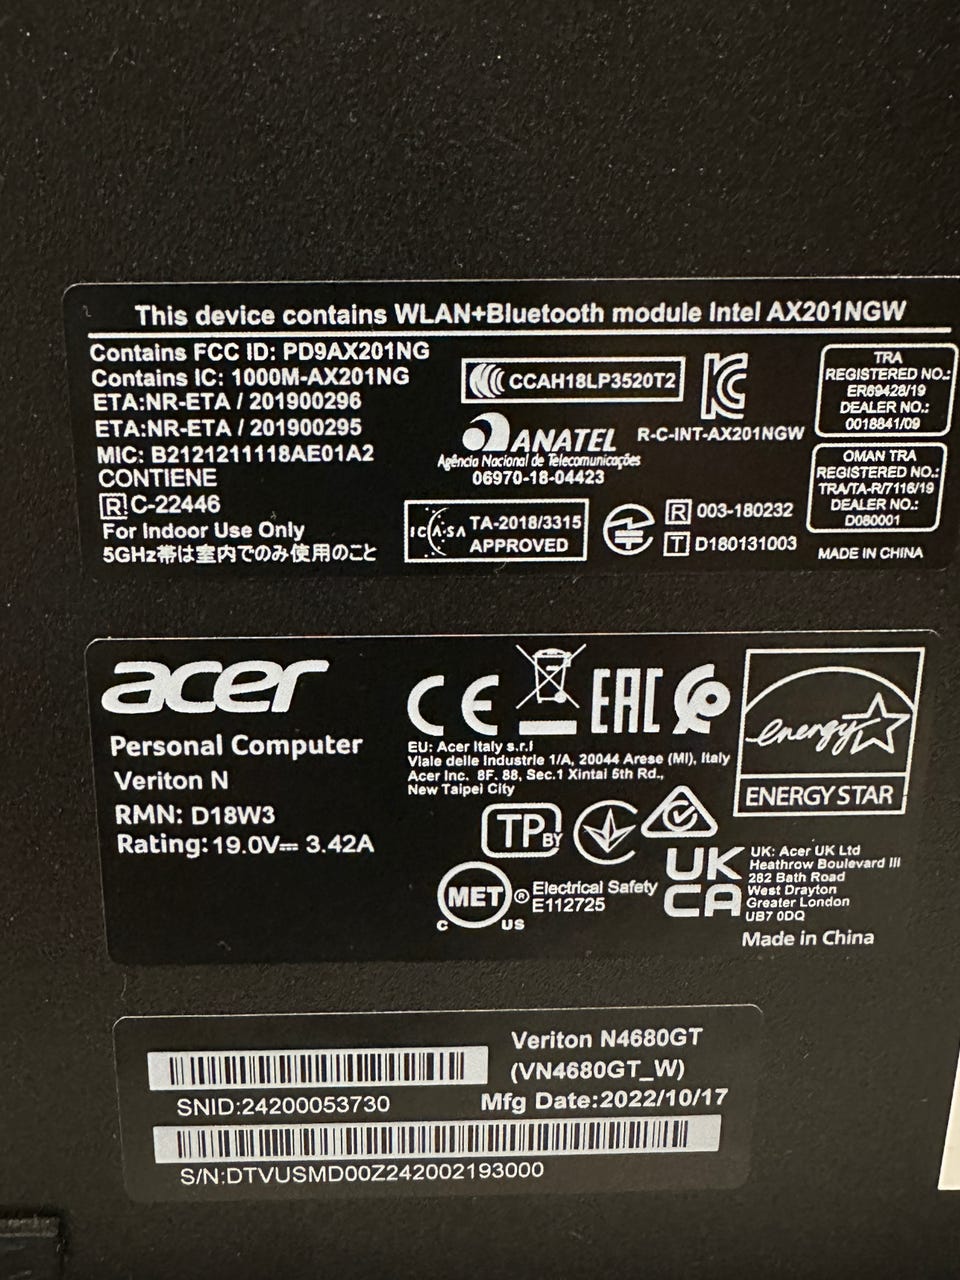 This device contains WLAN+Bluetooth module Intel AX201NGW
Contains FCC ID: PD9AX201NG
Contains IC: 1000M-AX201NG
ETA:NR-ETA / 201900296
ETA:NR-ETA / 201900295
MIC: B2121211118AE01A2
CONTIENE
R C-22446
For Indoor Use Only
5GHz帯は室内でのみ使用のこと
CCAH18LP3520T2
ANATEL
Agência Nacional de Telecomunicações
06970-18-04423
R-C-INT-AX201NGW
ICASA TA-2018/3315
APPROVED
R 003-180232
T D180131003
TRA
REGISTERED NO.:
ER69428/19
DEALER NO.:
0018841/09
OMAN TRA
REGISTERED NO.:
TRA/TA-R/7116/19
DEALER NO.:
D080001
MADE IN CHINA
acer
Personal Computer
Veriton N
RMN: D18W3
Rating: 19.0V⎓ 3.42A
CE EAC
EU: Acer Italy s.r.l
Viale delle Industrie 1/A, 20044 Arese (MI), Italy
Acer Inc. 8F. 88, Sec.1 Xintai 5th Rd.,
New Taipei City
energy
ENERGY STAR
TP BY
MET ®
C US
Electrical Safety
E112725
UK
CA
UK: Acer UK Ltd
Heathrow Boulevard III
282 Bath Road
West Drayton
Greater London
UB7 0DQ
Made in China
Veriton N4680GT
(VN4680GT_W)
SNID:24200053730
Mfg Date:2022/10/17
S/N:DTVUSMD00Z242002193000